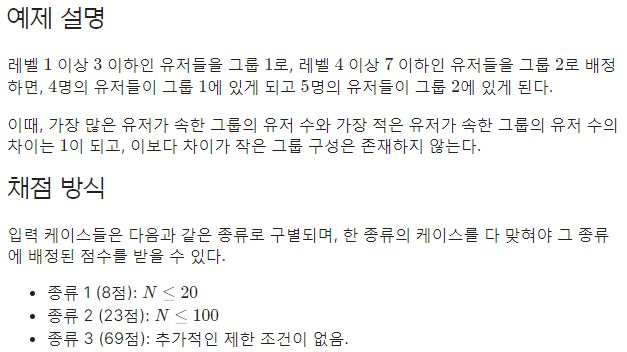 예제 설명
레벨 1 이상 3 이하인 유저들을 그룹 1로, 레벨 4 이상 7 이하인 유저들을 그룹 2로 배정
하면, 4명의 유저들이 그룹 1에 있게 되고 5명의 유저들이 그룹 2에 있게 된다.
이때, 가장 많은 유저가 속한 그룹의 유저 수와 가장 적은 유저가 속한 그룹의 유저 수의
차이는 1이 되고, 이보다 차이가 작은 그룹 구성은 존재하지 않는다.
채점 방식
입력 케이스들은 다음과 같은 종류로 구별되며, 한 종류의 케이스를 다 맞혀야 그 종류
에 배정된 점수를 받을 수 있다.
• 종류 1 (8점): N ≤ 20
• 종류 2 (23점): N ≤ 100
• 종류 3 (69점): 추가적인 제한 조건이 없음.